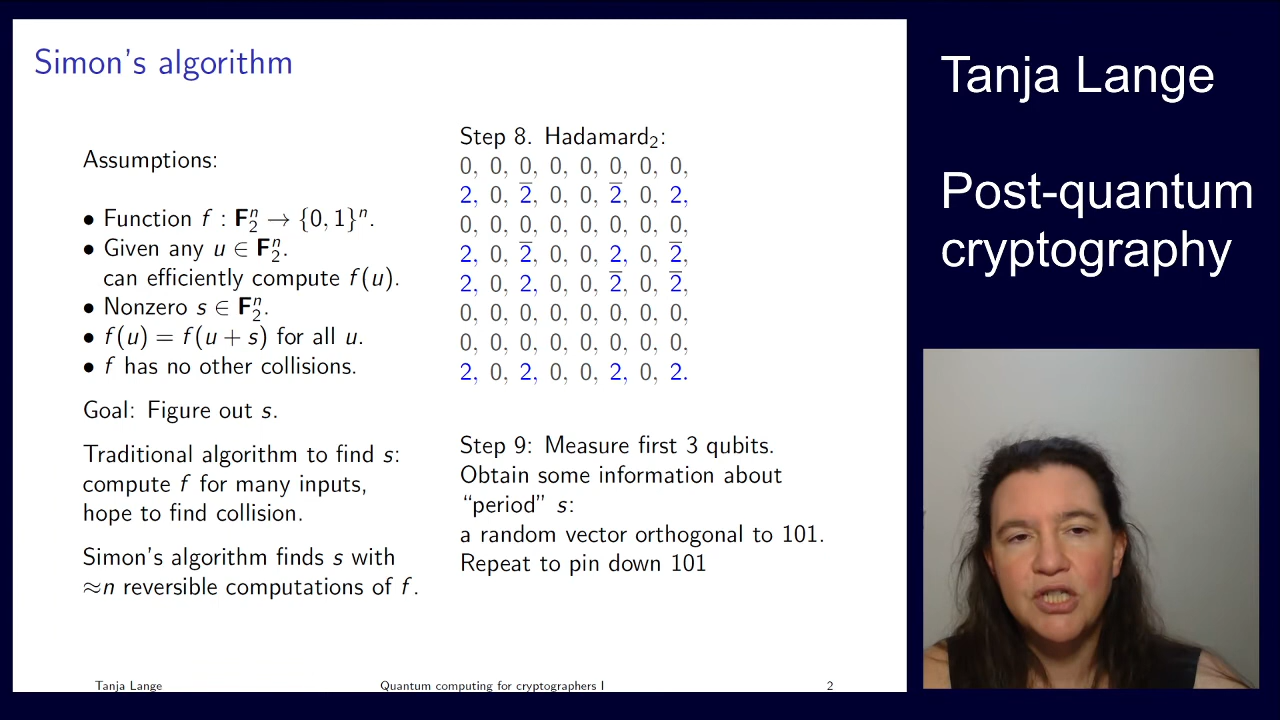 Simon's algorithm
Assumptions:
• Function f : F₂ⁿ → {0, 1}ⁿ.
• Given any u ∈ F₂ⁿ.
can efficiently compute f(u).
• Nonzero s ∈ F₂ⁿ.
• f(u) = f(u + s) for all u.
• f has no other collisions.
Goal: Figure out s.
Traditional algorithm to find s:
compute f for many inputs,
hope to find collision.
Simon's algorithm finds s with
≈n reversible computations of f.
Step 8. Hadamard₂:
0, 0, 0, 0, 0, 0, 0, 0,
2, 0, 2̅, 0, 0, 2̅, 0, 2,
0, 0, 0, 0, 0, 0, 0, 0,
2, 0, 2̅, 0, 0, 2, 0, 2̅,
2, 0, 2, 0, 0, 2̅, 0, 2̅,
0, 0, 0, 0, 0, 0, 0, 0,
0, 0, 0, 0, 0, 0, 0, 0,
2, 0, 2, 0, 0, 2, 0, 2.
Step 9: Measure first 3 qubits.
Obtain some information about
“period” s:
a random vector orthogonal to 101.
Repeat to pin down 101
Tanja Lange
Quantum computing for cryptographers I
2
Tanja Lange
Post-quantum
cryptography